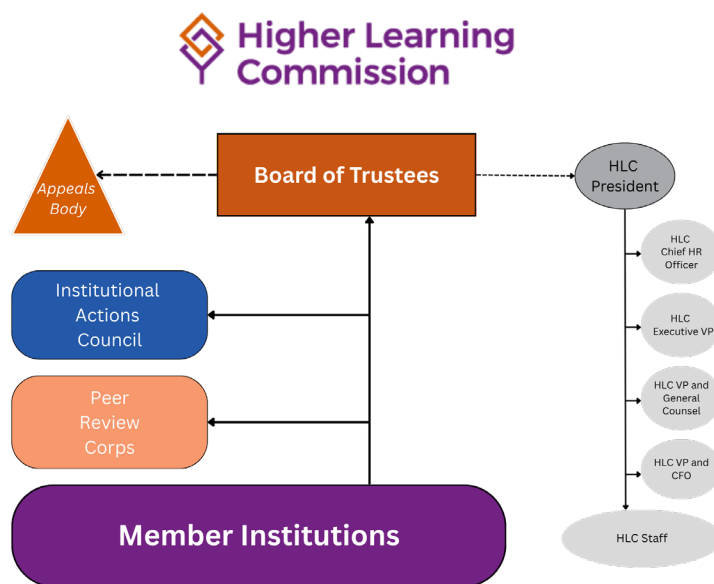 Higher Learning
Commission
Appeals
Body
Board of Trustees
HLC
President
HLC
Chief HR
Officer
Institutional
Actions
Council
HLC
Executive VP
Peer
Review
Corps
HLC VP and
General
Counsel
HLC VP and
CFO
Member Institutions
HLC Staff